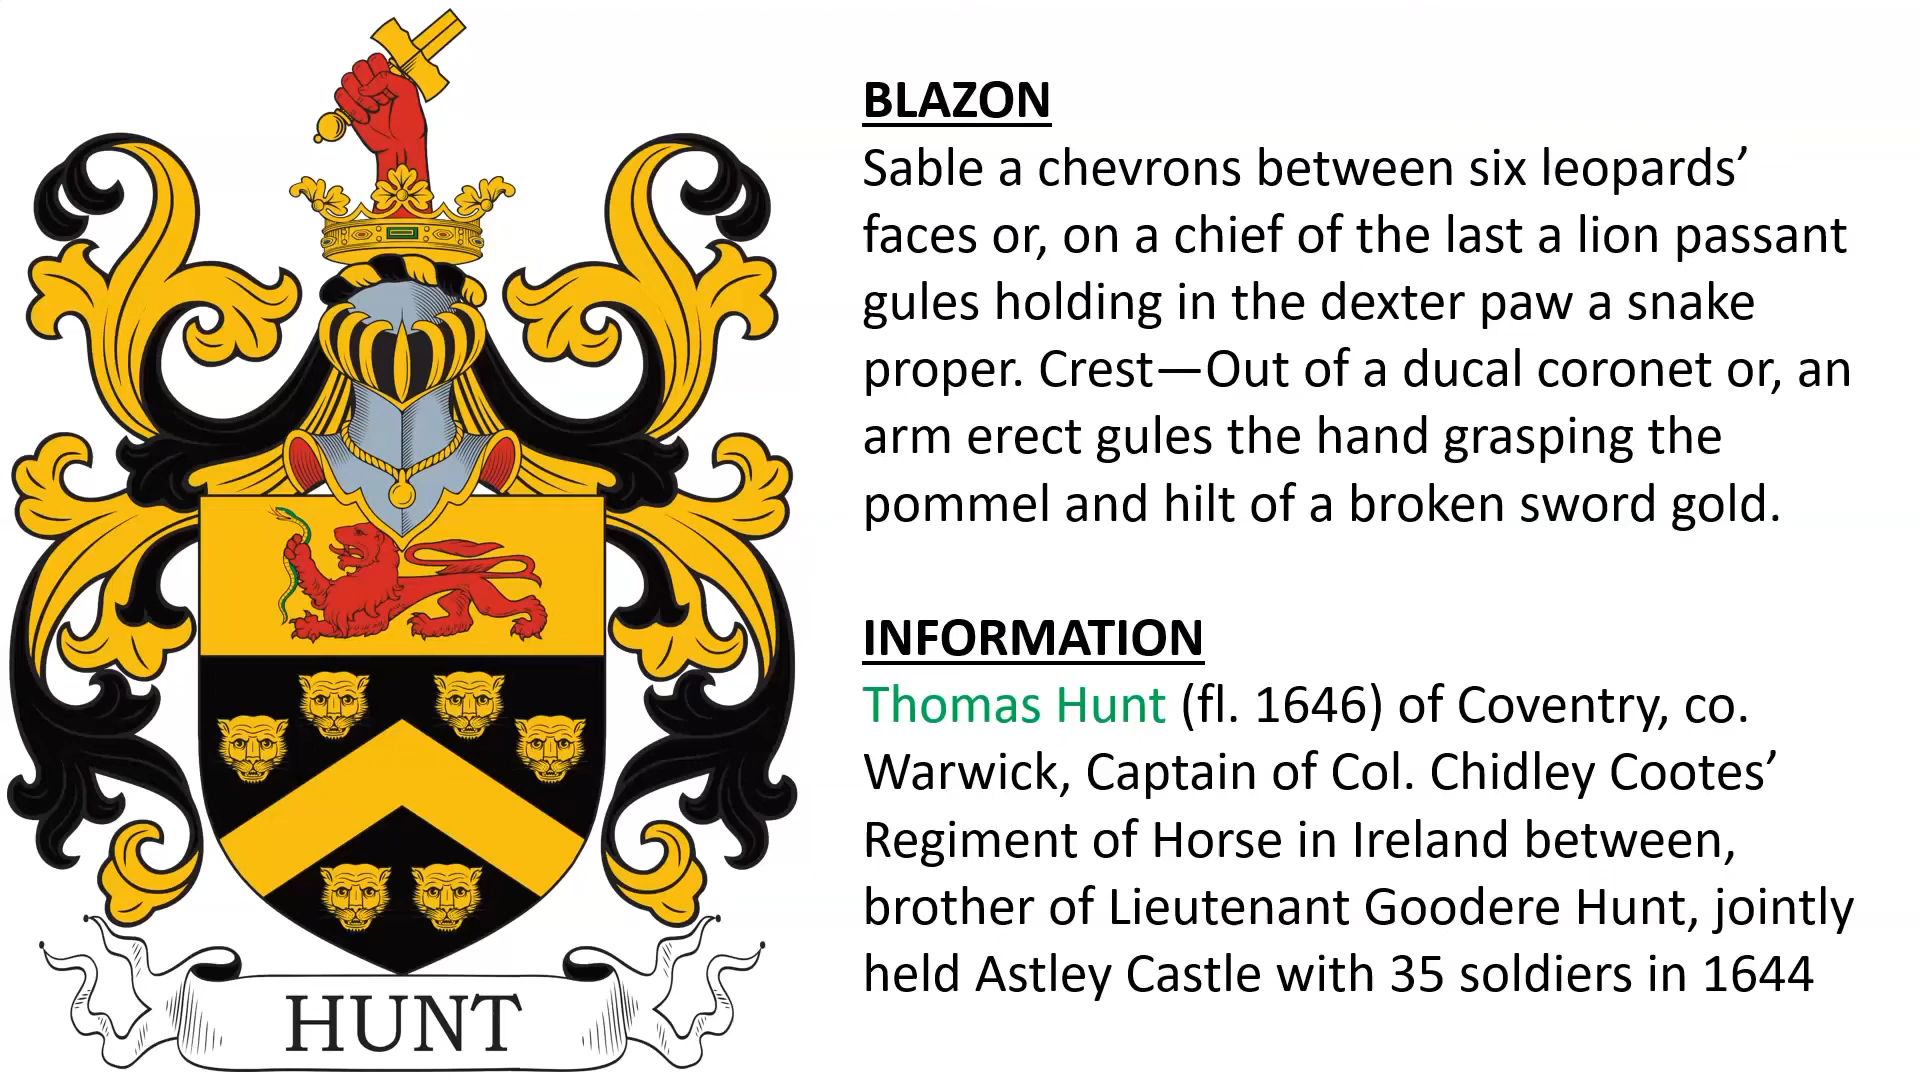 BLAZON
Sable a chevrons between six leopards’
faces or, on a chief of the last a lion passant
gules holding in the dexter paw a snake
proper. Crest—Out of a ducal coronet or, an
arm erect gules the hand grasping the
pommel and hilt of a broken sword gold.
INFORMATION
Thomas Hunt (fl. 1646) of Coventry, co.
Warwick, Captain of Col. Chidley Cootes’
Regiment of Horse in Ireland between,
brother of Lieutenant Goodere Hunt, jointly
held Astley Castle with 35 soldiers in 1644
HUNT